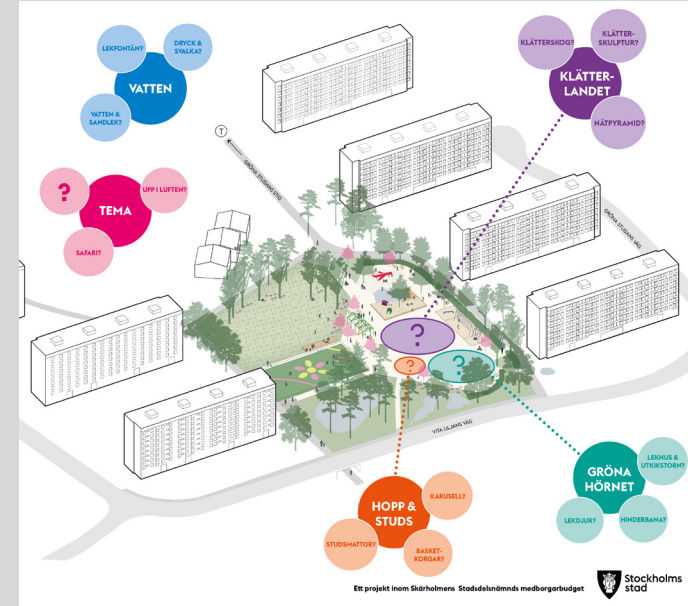 LEKFONTÄN?
DRYCK &
SVALKA?
VATTEN
VATTEN &
SANDLEK?
KLÄTTERSKOG?
KLÄTTER-
SKULPTUR?
KLÄTTER-
LANDET
NÄTPYRAMID?
?
UPP I LUFTEN?
TEMA
SAFARI?
T
GRÖNA STUGANS STIG
GRÖNA STUGANS VÄG
?
?
?
VITA LILJANS VÄG
HOPP &
STUDS
KARUSELL?
STUDSMATTOR?
BASKET-
KORGAR?
GRÖNA
HÖRNET
LEKHUS &
UTKIKSTORN?
LEKDJUR?
HINDERBANA?
Ett projekt inom Skärholmens Stadsdelsnämnds medborgarbudget
Stockholms
stad